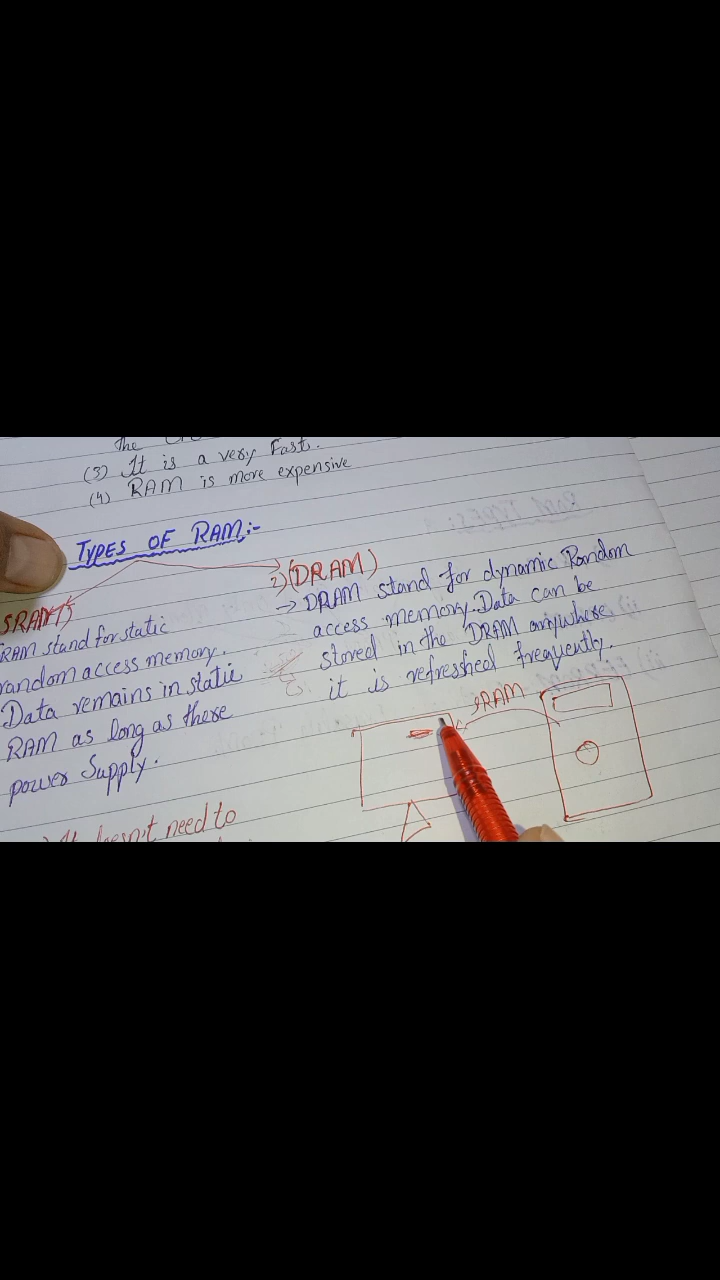 The
(3) It is a very Fast.
(4) RAM is more expensive
TYPES OF RAM:-
SRAM
RAM stand for static
random access memory.
Data remains in static
RAM as long as there
power Supply.
doesn't need to
2) (DRAM)
→ DRAM stand for dynamic Random
access memory. Data can be
stored in the DRAM anywhere
it is refreshed frequently.
RAM